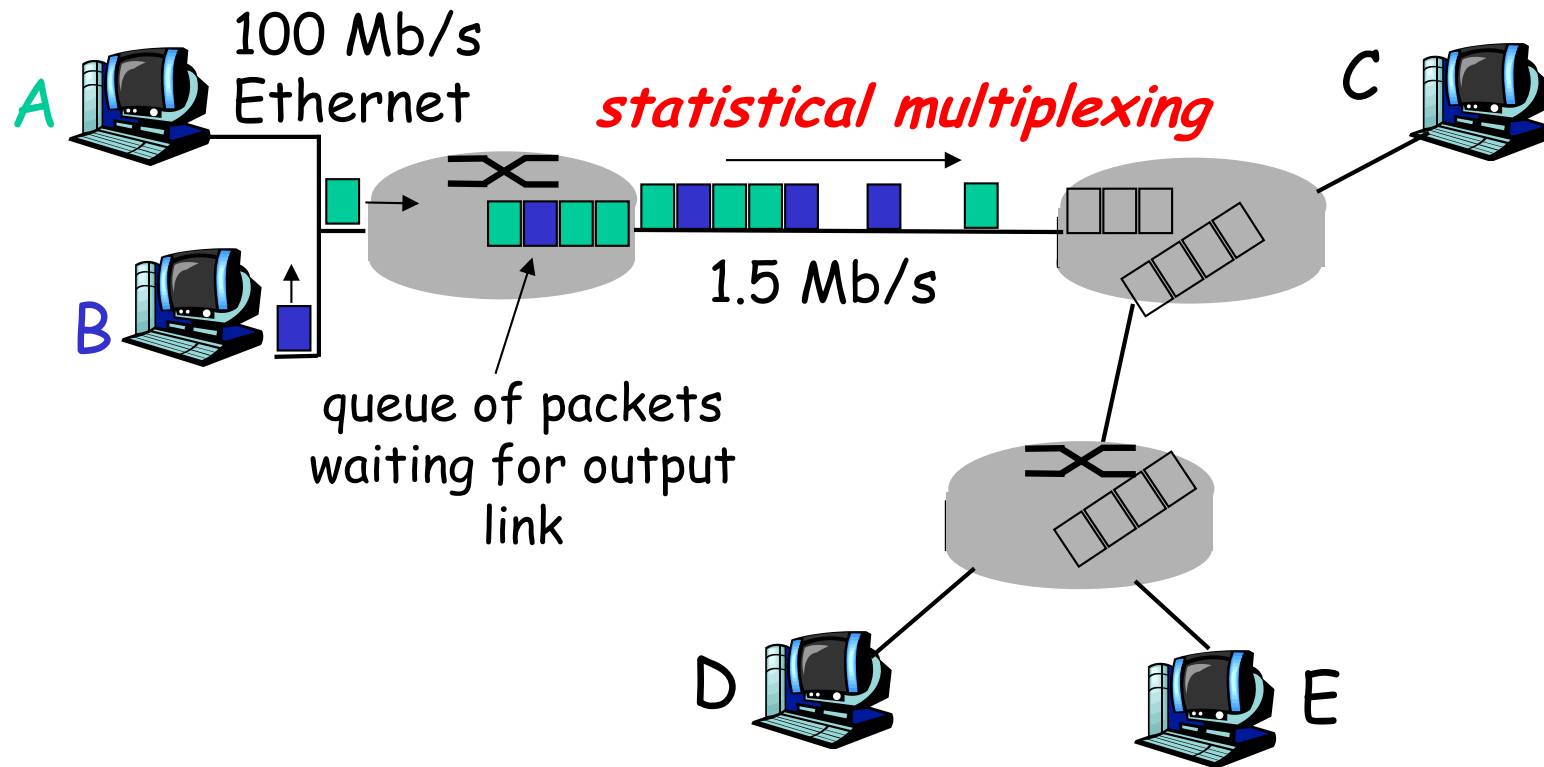 100 Mb/s
Ethernet
A
statistical multiplexing
C
1.5 Mb/s
B
queue of packets
waiting for output
link
D
E